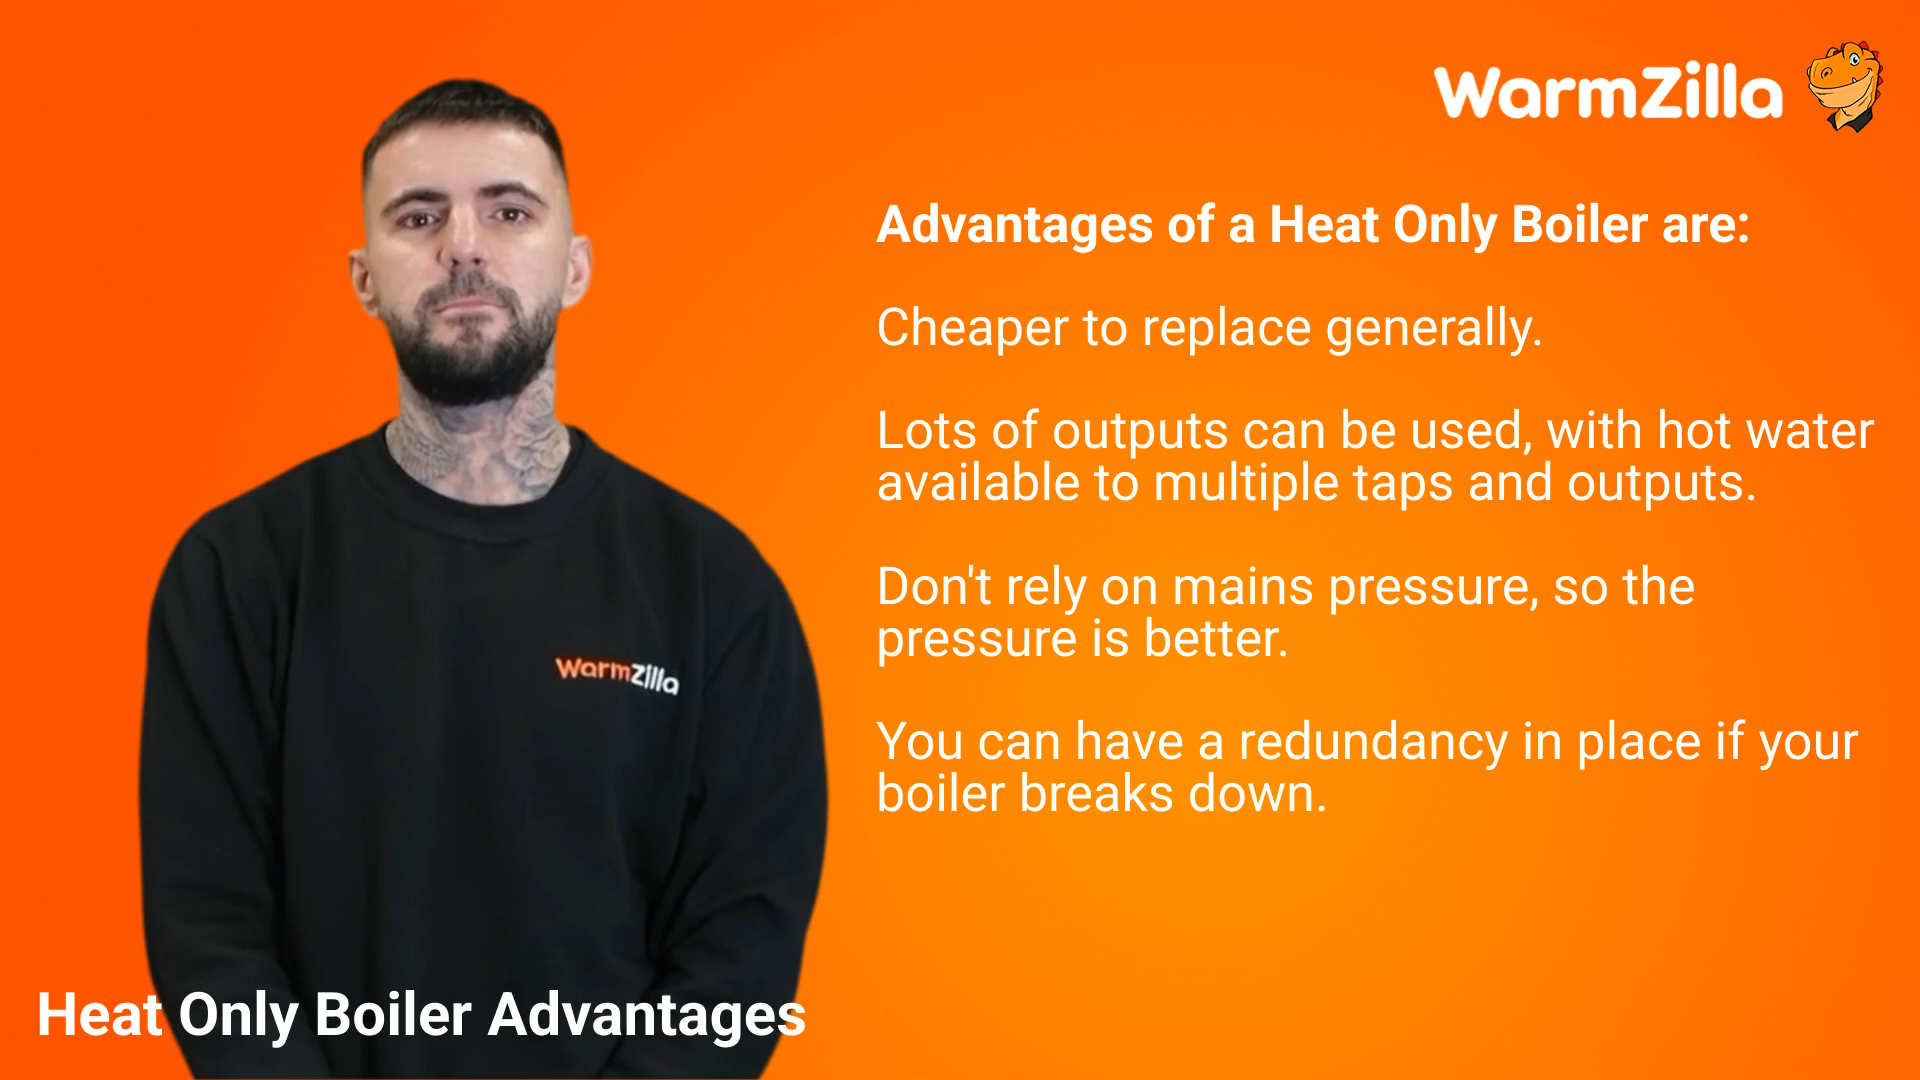 WarmZilla
Advantages of a Heat Only Boiler are:
Cheaper to replace generally.
Lots of outputs can be used, with hot water
available to multiple taps and outputs.
Don't rely on mains pressure, so the
pressure is better.
You can have a redundancy in place if your
boiler breaks down.
WarmZilla
Heat Only Boiler Advantages